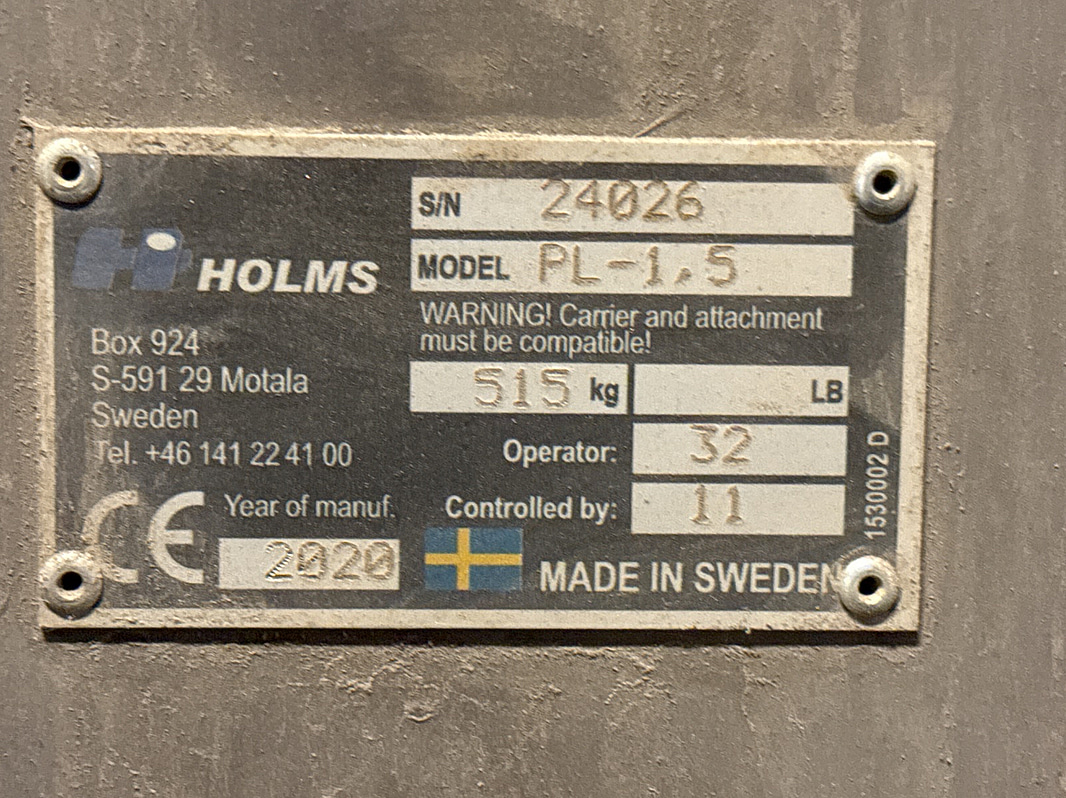 HOLMS
Box 924
S-591 29 Motala
Sweden
Tel. +46 141 22 41 00
CE
Year of manuf.
2020
S/N 24026
MODEL PL-1,5
WARNING! Carrier and attachment
must be compatible!
515 kg LB
Operator: 32
Controlled by: 11
MADE IN SWEDEN
1530002 D